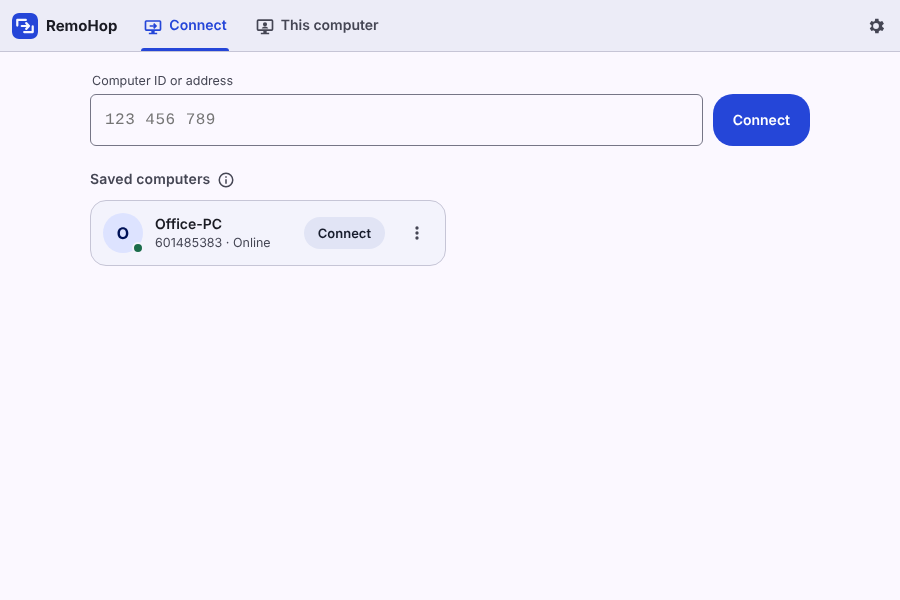 RemoHop
Connect
This computer
Computer ID or address
123 456 789
Connect
Saved computers
O
Office-PC
601485383 · Online
Connect